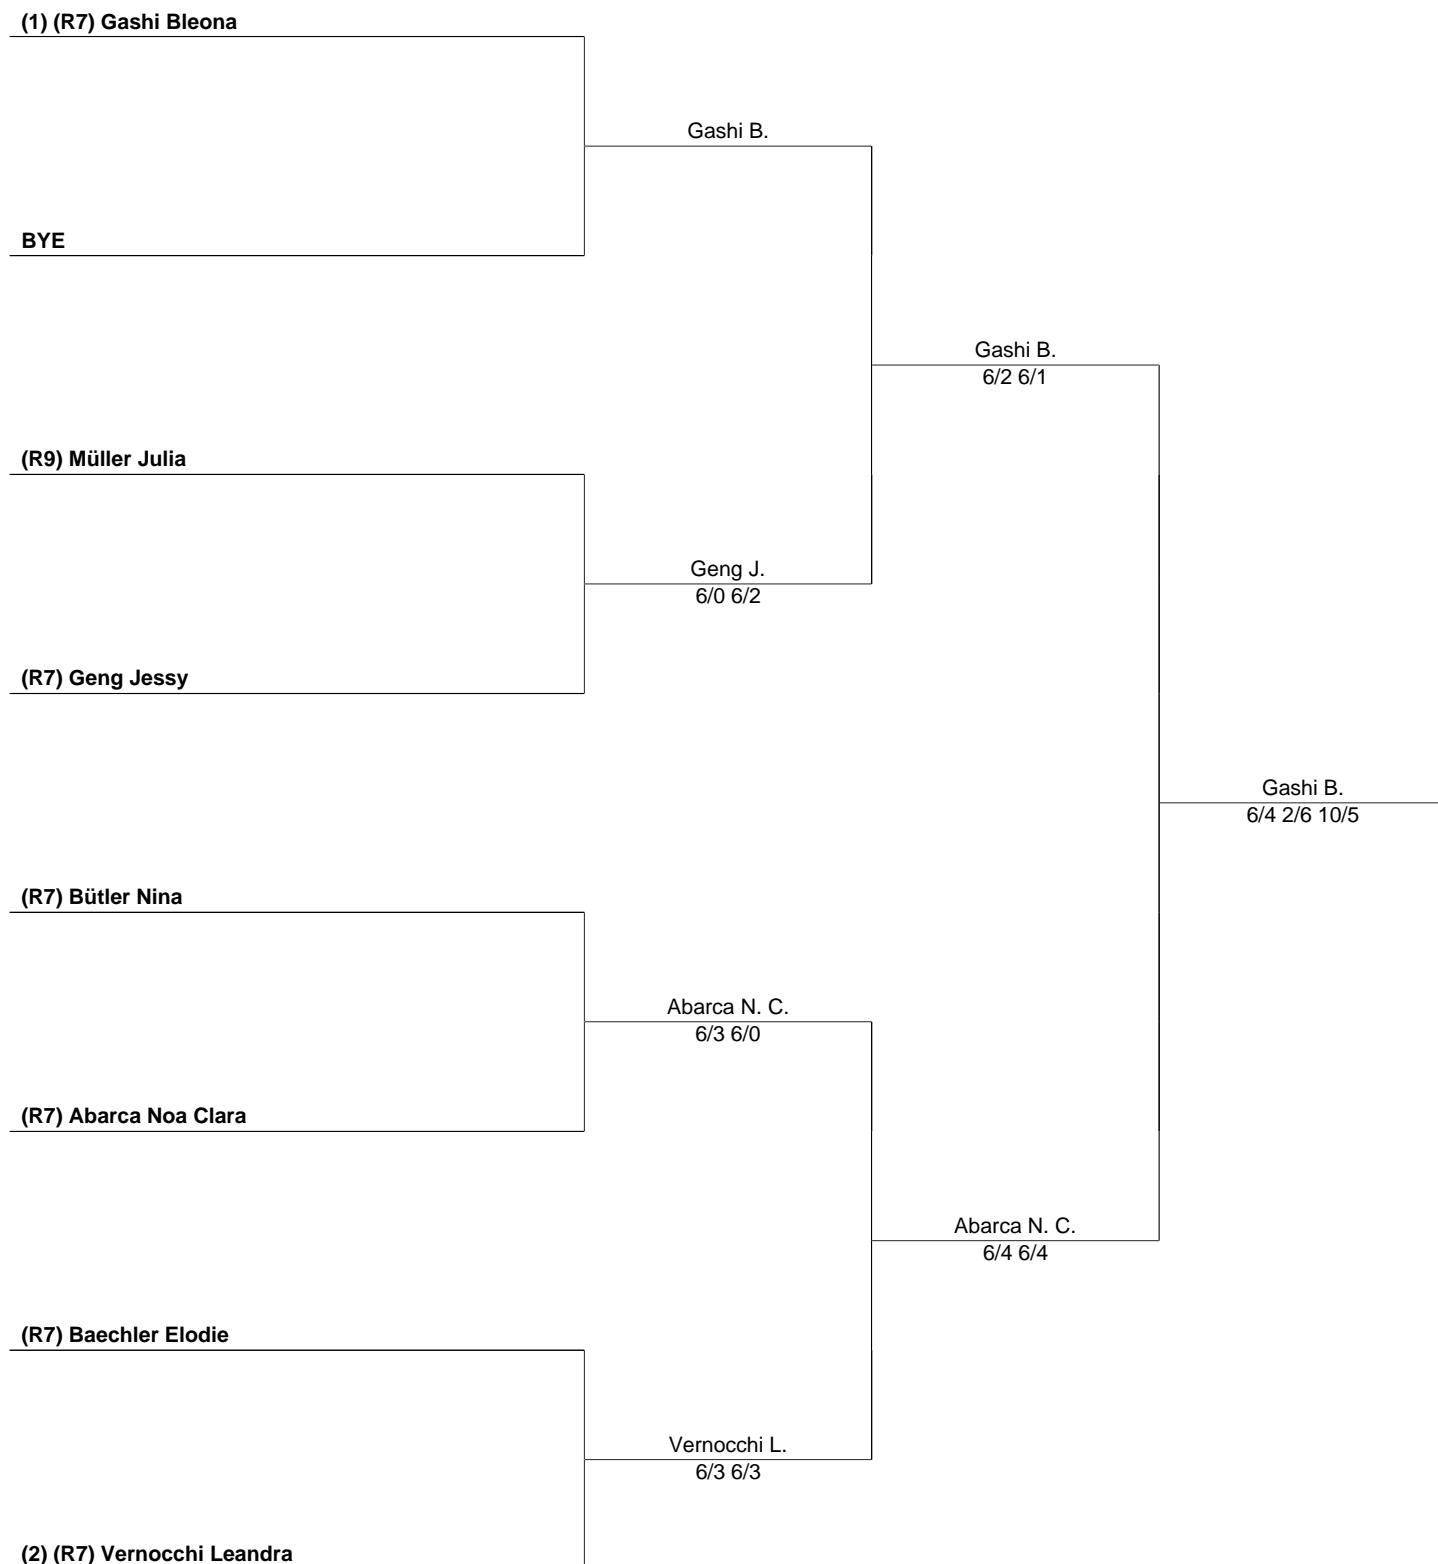 (1) (R7) Gashi Bleona
Gashi B.
BYE
Gashi B.
6/2 6/1
(R9) Müller Julia
Geng J.
6/0 6/2
(R7) Geng Jessy
Gashi B.
6/4 2/6 10/5
(R7) Bütler Nina
Abarca N. C.
6/3 6/0
(R7) Abarca Noa Clara
Abarca N. C.
6/4 6/4
(R7) Baechler Elodie
Vernocchi L.
6/3 6/3
(2) (R7) Vernocchi Leandra